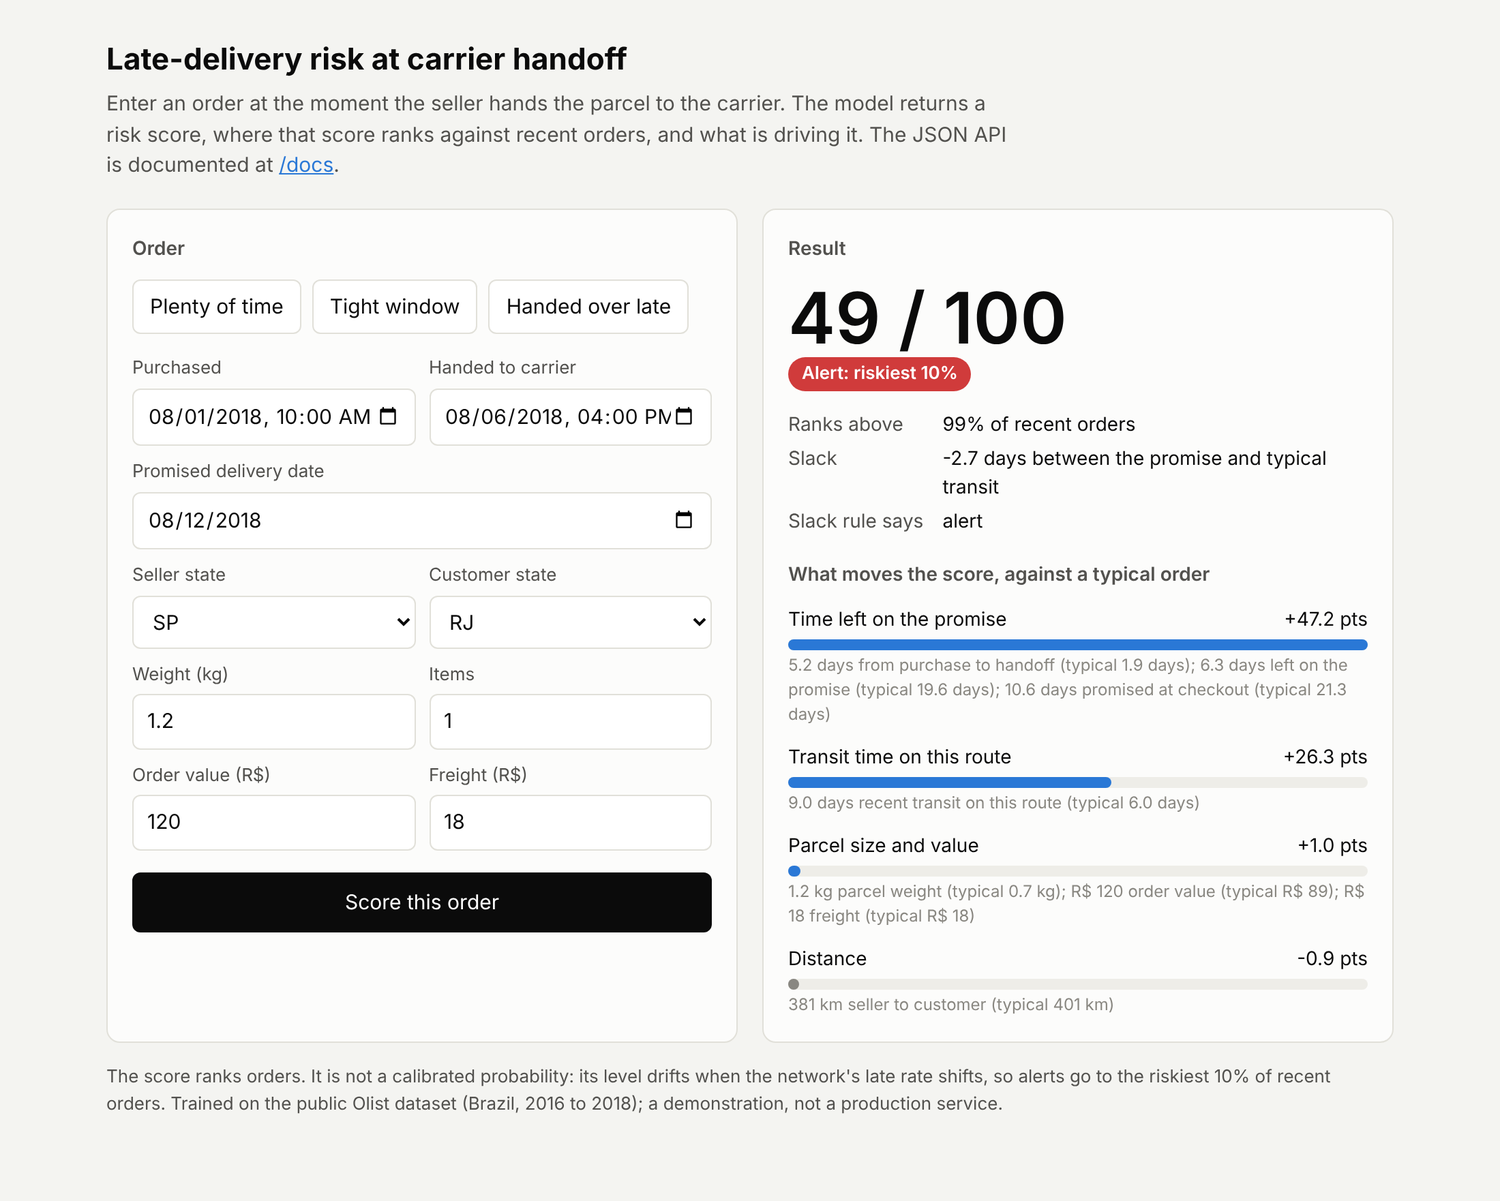 Late-delivery risk at carrier handoff
Enter an order at the moment the seller hands the parcel to the carrier. The model returns a
risk score, where that score ranks against recent orders, and what is driving it. The JSON API
is documented at /docs.
Order
Plenty of time
Tight window
Handed over late
Purchased
Handed to carrier
08/01/2018, 10:00 AM
08/06/2018, 04:00 PM
Promised delivery date
08/12/2018
Seller state
Customer state
SP
RJ
Weight (kg)
Items
1.2
1
Order value (R$)
Freight (R$)
120
18
Score this order
Result
49 / 100
Alert: riskiest 10%
Ranks above 99% of recent orders
Slack -2.7 days between the promise and typical
transit
Slack rule says alert
What moves the score, against a typical order
Time left on the promise +47.2 pts
5.2 days from purchase to handoff (typical 1.9 days); 6.3 days left on the
promise (typical 19.6 days); 10.6 days promised at checkout (typical 21.3
days)
Transit time on this route +26.3 pts
9.0 days recent transit on this route (typical 6.0 days)
Parcel size and value +1.0 pts
1.2 kg parcel weight (typical 0.7 kg); R$ 120 order value (typical R$ 89); R$
18 freight (typical R$ 18)
Distance -0.9 pts
381 km seller to customer (typical 401 km)
The score ranks orders. It is not a calibrated probability: its level drifts when the network's late rate shifts, so alerts go to the riskiest 10% of recent
orders. Trained on the public Olist dataset (Brazil, 2016 to 2018); a demonstration, not a production service.